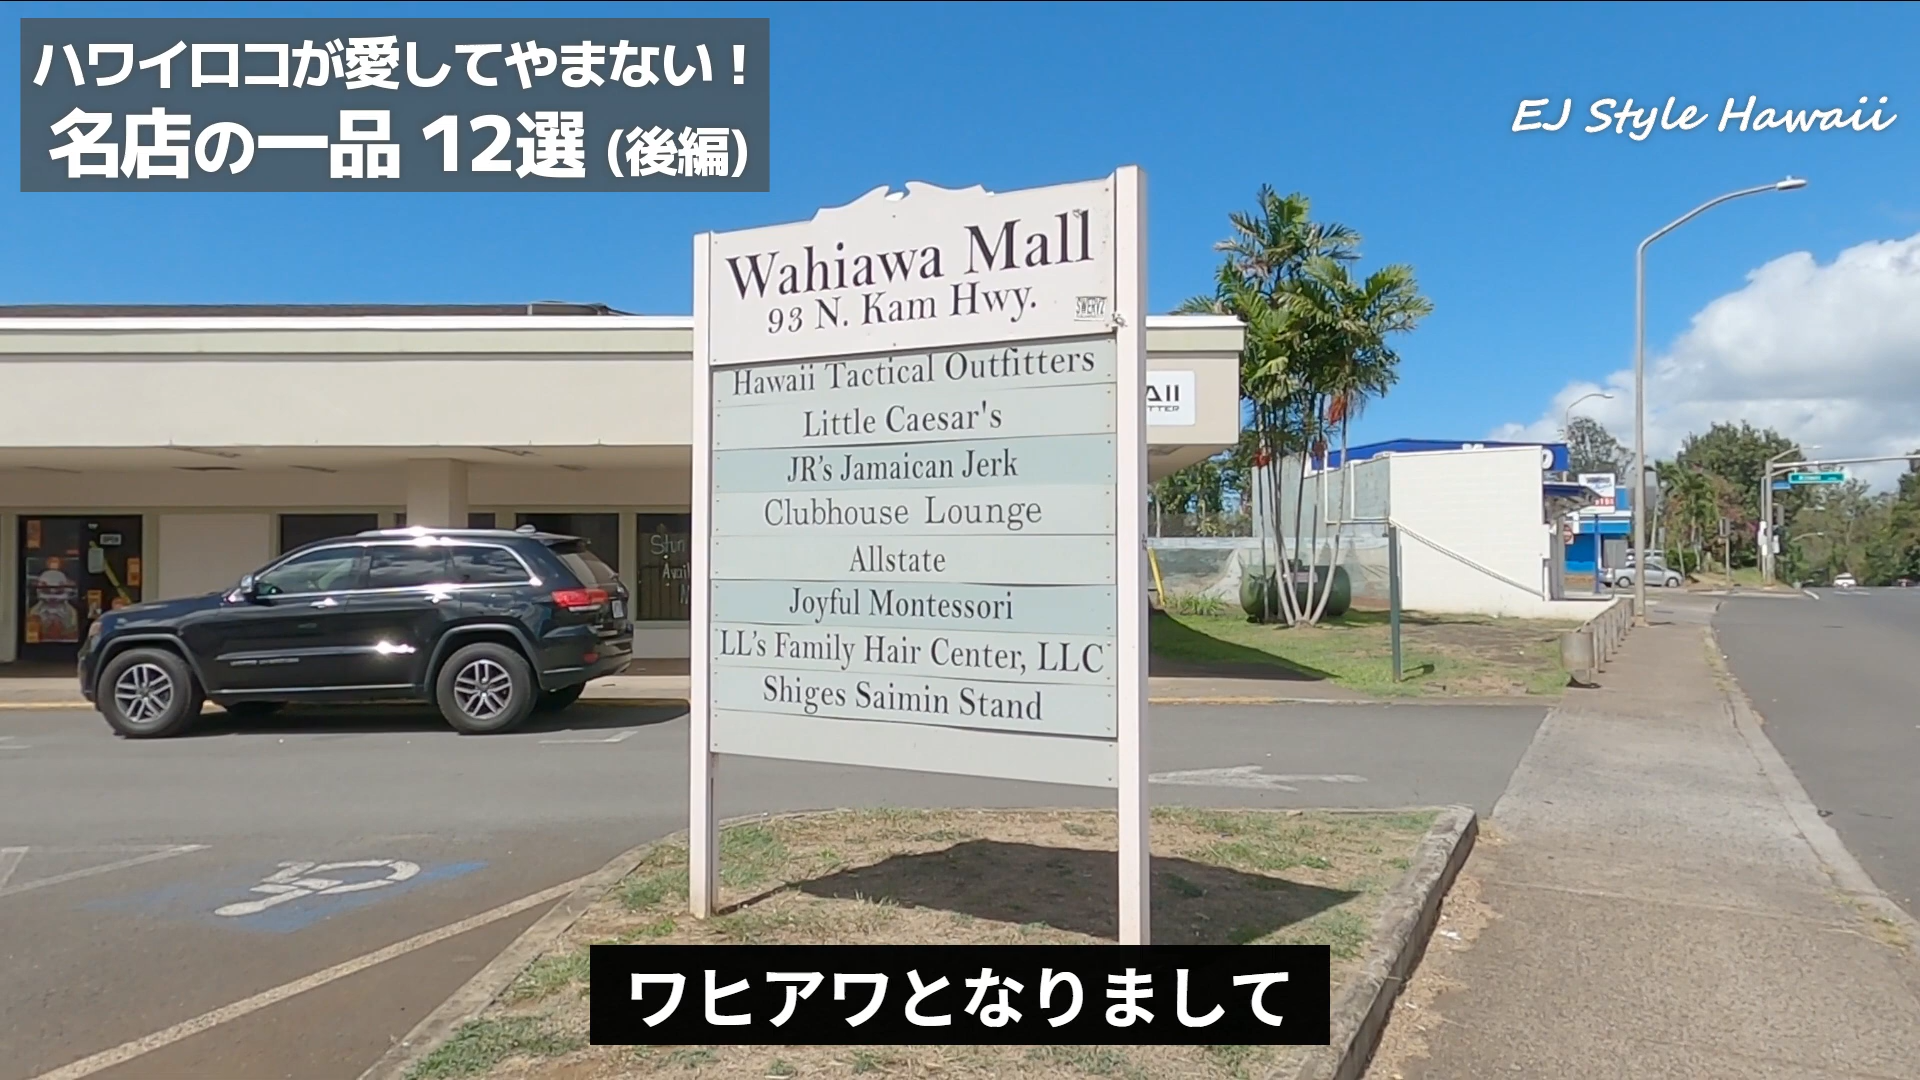 ハワイロコが愛してやまない！
名店の一品 12選 (後編)
EJ Style Hawaii
Wahiawa Mall
93 N. Kam Hwy.
Hawaii Tactical Outfitters
Little Caesar's
JR's Jamaican Jerk
Clubhouse Lounge
Allstate
Joyful Montessori
LL's Family Hair Center, LLC
Shiges Saimin Stand
OPEN
ワヒアワとなりまして